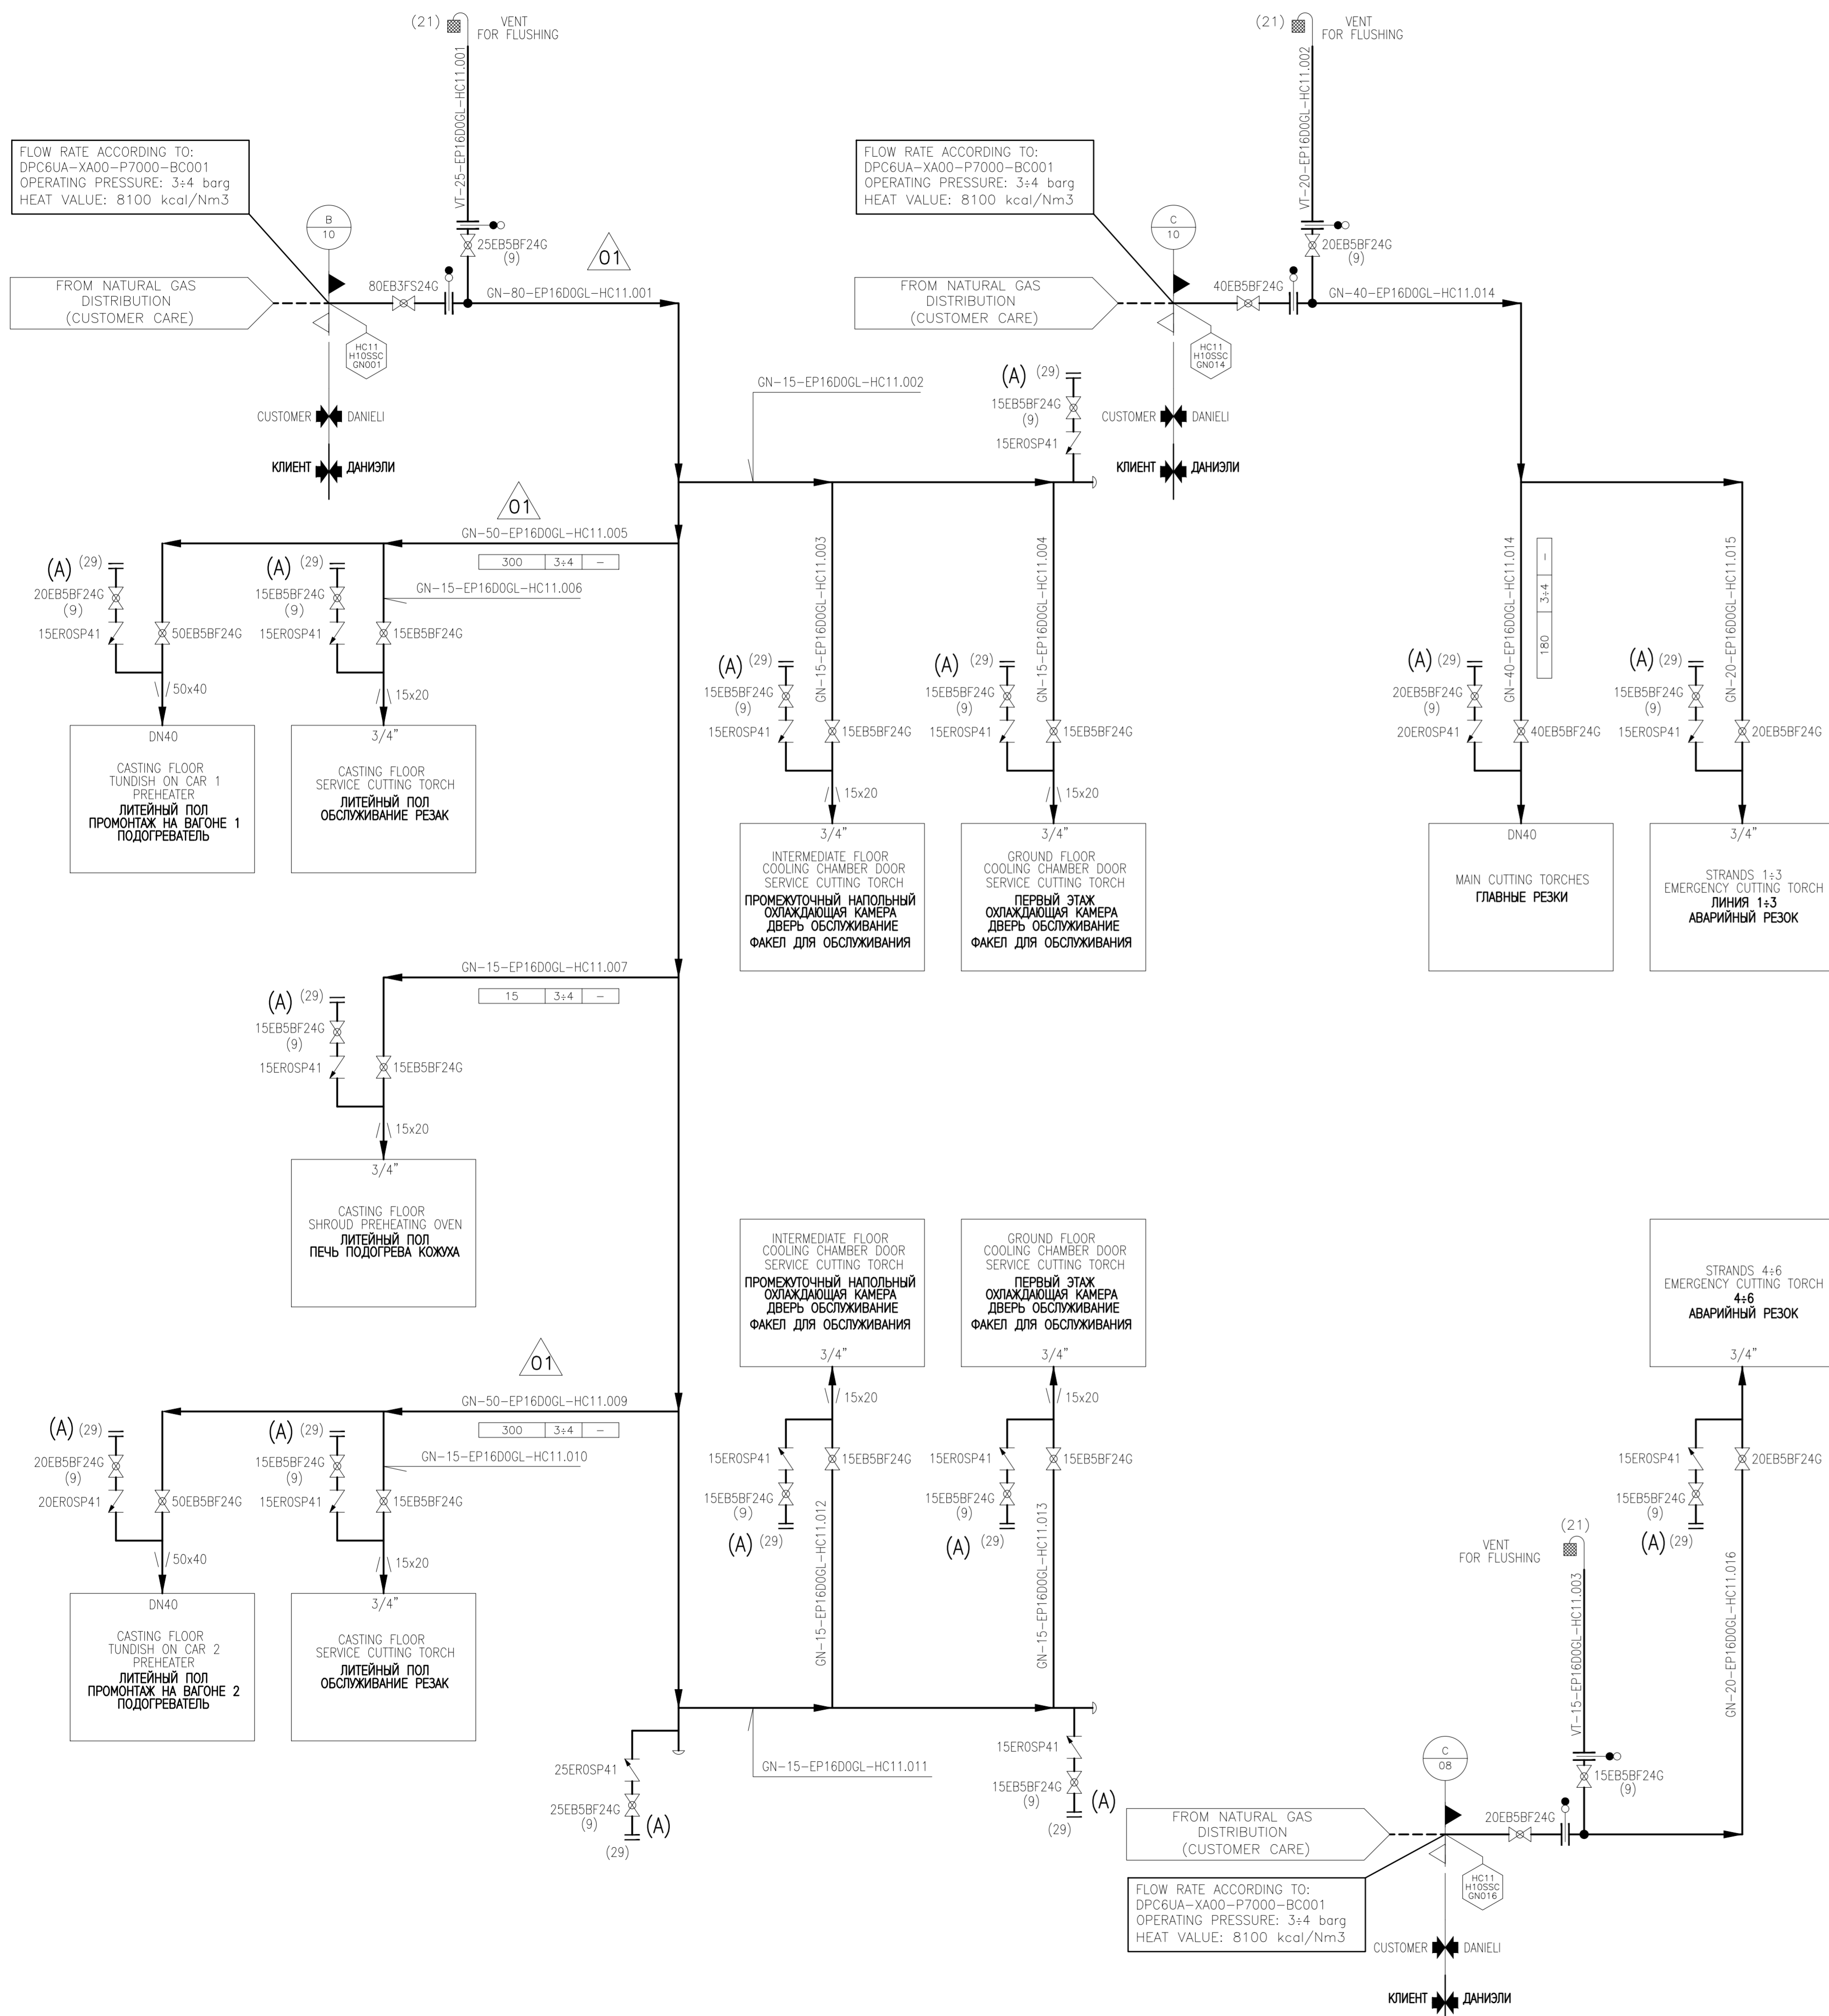 (21)
VENT
FOR FLUSHING
VT-25-EP16D0GL-HC11.001
FLOW RATE ACCORDING TO:
DPC6UA-XA00-P7000-BC001
OPERATING PRESSURE: 3÷4 barg
HEAT VALUE: 8100 kcal/Nm3
B
10
25EB5BF24G
(9)
01
FROM NATURAL GAS
DISTRIBUTION
(CUSTOMER CARE)
80EB3FS24G
GN-80-EP16D0GL-HC11.001
HC11
H10SSC
GN001
CUSTOMER
DANIELI
КЛИЕНТ
ДАНИЭЛИ
(21)
VENT
FOR FLUSHING
VT-20-EP16D0GL-HC11.002
FLOW RATE ACCORDING TO:
DPC6UA-XA00-P7000-BC001
OPERATING PRESSURE: 3÷4 barg
HEAT VALUE: 8100 kcal/Nm3
C
10
20EB5BF24G
(9)
FROM NATURAL GAS
DISTRIBUTION
(CUSTOMER CARE)
40EB5BF24G
GN-40-EP16D0GL-HC11.014
HC11
H10SSC
GN014
CUSTOMER
DANIELI
КЛИЕНТ
ДАНИЭЛИ
GN-15-EP16D0GL-HC11.002
(A) (29)
15EB5BF24G
(9)
15ER0SP41
01
GN-50-EP16D0GL-HC11.005
300 3÷4 -
GN-15-EP16D0GL-HC11.006
(A) (29)
20EB5BF24G
(9)
15ER0SP41
50EB5BF24G
50x40
(A) (29)
15EB5BF24G
(9)
15ER0SP41
15EB5BF24G
15x20
DN40
CASTING FLOOR
TUNDISH ON CAR 1
PREHEATER
ЛИТЕЙНЫЙ ПОЛ
ПРОМОНТАЖ НА ВАГОНЕ 1
ПОДОГРЕВАТЕЛЬ
3/4"
CASTING FLOOR
SERVICE CUTTING TORCH
ЛИТЕЙНЫЙ ПОЛ
ОБСЛУЖИВАНИЕ РЕЗАК
GN-15-EP16D0GL-HC11.003
GN-15-EP16D0GL-HC11.004
(A) (29)
15EB5BF24G
(9)
15ER0SP41
15EB5BF24G
15x20
(A) (29)
15EB5BF24G
(9)
15ER0SP41
15EB5BF24G
15x20
3/4"
INTERMEDIATE FLOOR
COOLING CHAMBER DOOR
SERVICE CUTTING TORCH
ПРОМЕЖУТОЧНЫЙ НАПОЛЬНЫЙ
ОХЛАЖДАЮЩАЯ КАМЕРА
ДВЕРЬ ОБСЛУЖИВАНИЕ
ФАКЕЛ ДЛЯ ОБСЛУЖИВАНИЯ
3/4"
GROUND FLOOR
COOLING CHAMBER DOOR
SERVICE CUTTING TORCH
ПЕРВЫЙ ЭТАЖ
ОХЛАЖДАЮЩАЯ КАМЕРА
ДВЕРЬ ОБСЛУЖИВАНИЕ
ФАКЕЛ ДЛЯ ОБСЛУЖИВАНИЯ
GN-40-EP16D0GL-HC11.014
180 3÷4 -
GN-20-EP16D0GL-HC11.015
(A) (29)
20EB5BF24G
(9)
20ER0SP41
40EB5BF24G
(A) (29)
15EB5BF24G
(9)
15ER0SP41
20EB5BF24G
DN40
MAIN CUTTING TORCHES
ГЛАВНЫЕ РЕЗКИ
3/4"
STRANDS 1÷3
EMERGENCY CUTTING TORCH
ЛИНИЯ 1÷3
АВАРИЙНЫЙ РЕЗОК
GN-15-EP16D0GL-HC11.007
15 3÷4 -
(A) (29)
15EB5BF24G
(9)
15ER0SP41
15EB5BF24G
15x20
3/4"
CASTING FLOOR
SHROUD PREHEATING OVEN
ЛИТЕЙНЫЙ ПОЛ
ПЕЧЬ ПОДОГРЕВА КОЖУХА
01
GN-50-EP16D0GL-HC11.009
300 3÷4 -
GN-15-EP16D0GL-HC11.010
(A) (29)
20EB5BF24G
(9)
20ER0SP41
50EB5BF24G
50x40
(A) (29)
15EB5BF24G
(9)
15ER0SP41
15EB5BF24G
15x20
DN40
CASTING FLOOR
TUNDISH ON CAR 2
PREHEATER
ЛИТЕЙНЫЙ ПОЛ
ПРОМОНТАЖ НА ВАГОНЕ 2
ПОДОГРЕВАТЕЛЬ
3/4"
CASTING FLOOR
SERVICE CUTTING TORCH
ЛИТЕЙНЫЙ ПОЛ
ОБСЛУЖИВАНИЕ РЕЗАК
INTERMEDIATE FLOOR
COOLING CHAMBER DOOR
SERVICE CUTTING TORCH
ПРОМЕЖУТОЧНЫЙ НАПОЛЬНЫЙ
ОХЛАЖДАЮЩАЯ КАМЕРА
ДВЕРЬ ОБСЛУЖИВАНИЕ
ФАКЕЛ ДЛЯ ОБСЛУЖИВАНИЯ
3/4"
15x20
15ER0SP41
15EB5BF24G
15EB5BF24G
(9)
(A) (29)
GN-15-EP16D0GL-HC11.012
GROUND FLOOR
COOLING CHAMBER DOOR
SERVICE CUTTING TORCH
ПЕРВЫЙ ЭТАЖ
ОХЛАЖДАЮЩАЯ КАМЕРА
ДВЕРЬ ОБСЛУЖИВАНИЕ
ФАКЕЛ ДЛЯ ОБСЛУЖИВАНИЯ
3/4"
15x20
15ER0SP41
15EB5BF24G
15EB5BF24G
(9)
(A) (29)
GN-15-EP16D0GL-HC11.013
25ER0SP41
25EB5BF24G
(9)
(A)
(29)
GN-15-EP16D0GL-HC11.011
15ER0SP41
15EB5BF24G
(9)
(A)
(29)
STRANDS 4÷6
EMERGENCY CUTTING TORCH
4÷6
АВАРИЙНЫЙ РЕЗОК
3/4"
15ER0SP41
20EB5BF24G
15EB5BF24G
(9)
(A) (29)
GN-20-EP16D0GL-HC11.016
(21)
VENT
FOR FLUSHING
VT-15-EP16D0GL-HC11.003
C
08
15EB5BF24G
(9)
FROM NATURAL GAS
DISTRIBUTION
(CUSTOMER CARE)
20EB5BF24G
HC11
H10SSC
GN016
FLOW RATE ACCORDING TO:
DPC6UA-XA00-P7000-BC001
OPERATING PRESSURE: 3÷4 barg
HEAT VALUE: 8100 kcal/Nm3
CUSTOMER
DANIELI
КЛИЕНТ
ДАНИЭЛИ